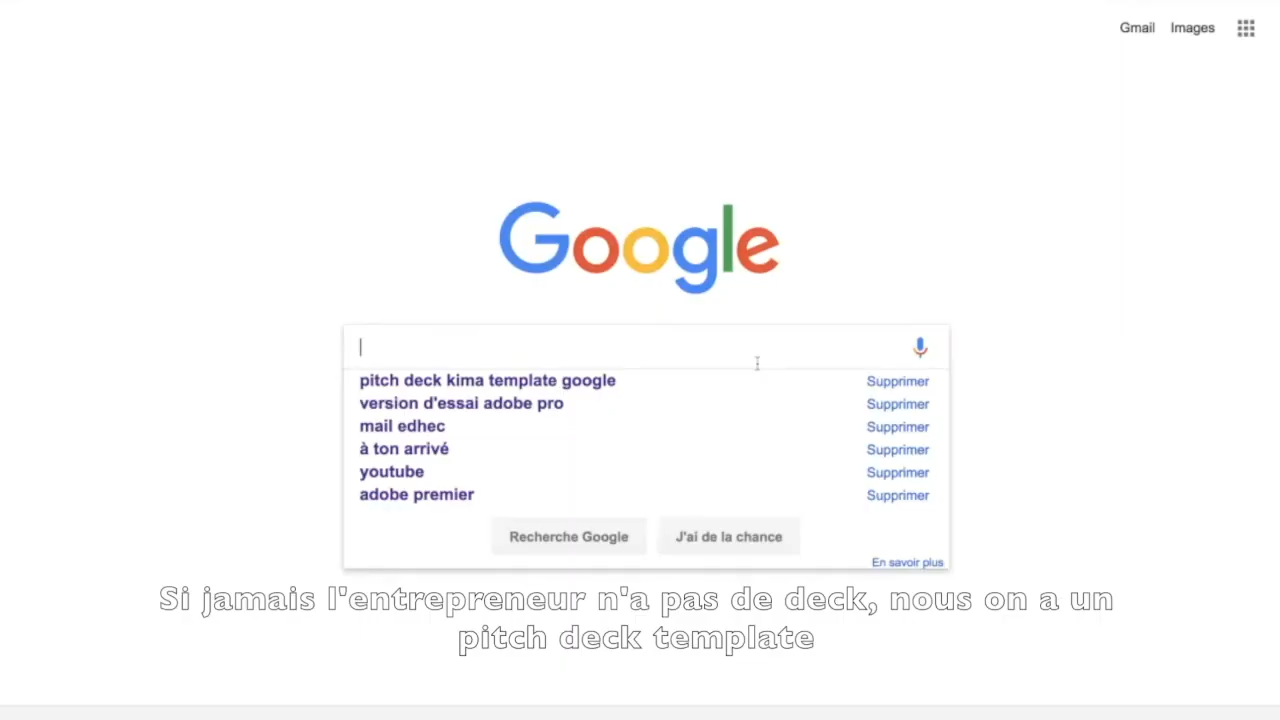 Gmail Images
Google
pitch deck kima template google Supprimer
version d'essai adobe pro Supprimer
mail edhec Supprimer
à ton arrivé Supprimer
youtube Supprimer
adobe premier Supprimer
Recherche Google J'ai de la chance
En savoir plus
Si jamais l'entrepreneur n'a pas de deck, nous on a un
pitch deck template